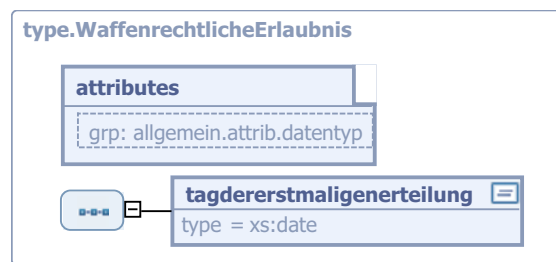 type.WaffenrechtlicheErlaubnis
attributes
grp: allgemein.attrib.datentyp
tagdererstmaligenerteilung
type = xs:date